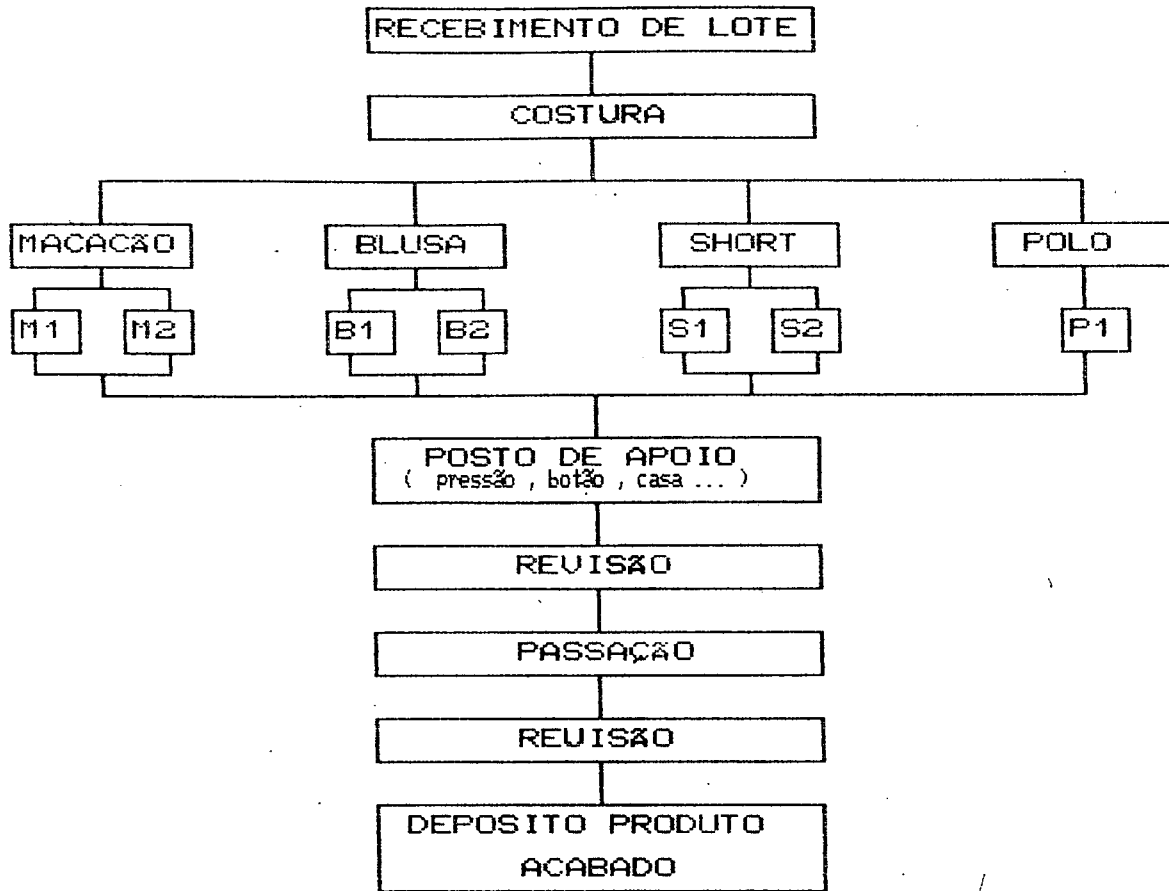 RECEBIMENTO DE LOTE
COSTURA
MACACÃO BLUSA SHORT POLO
M1 M2 B1 B2 S1 S2 P1
POSTO DE APOIO
( pressão , botão , casa ... )
REVISÃO
PASSAÇÃO
REVISÃO
DEPOSITO PRODUTO
ACABADO